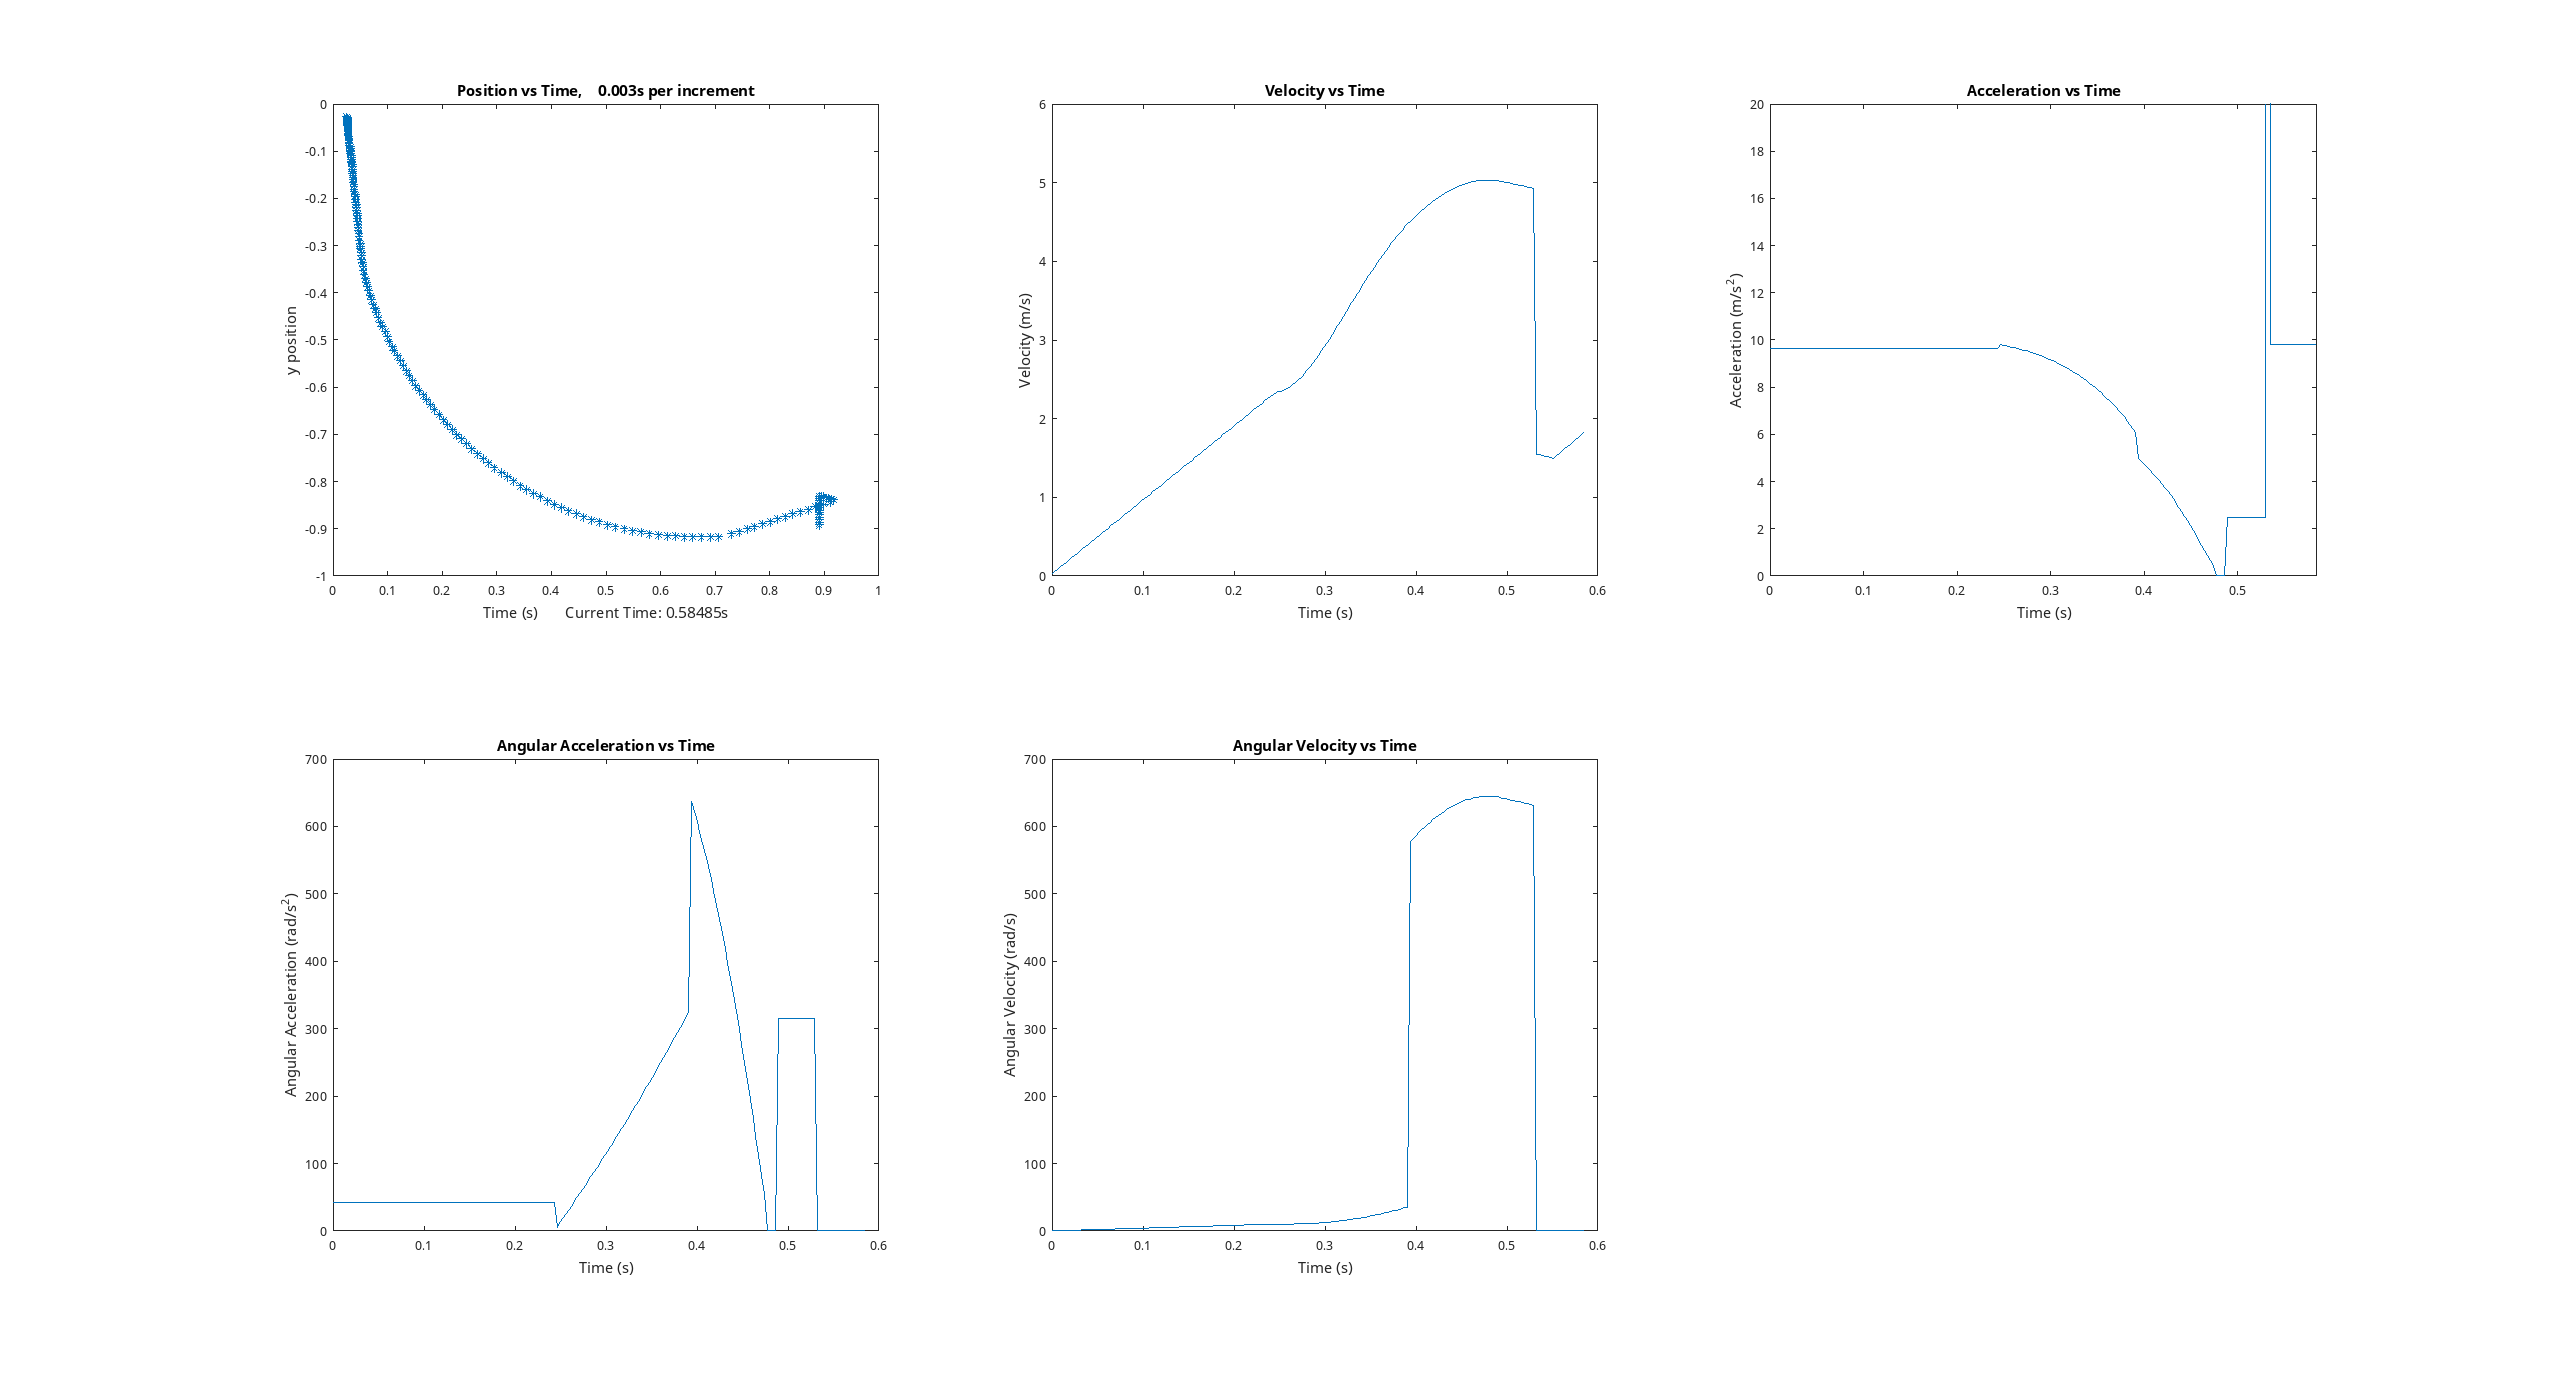 Position vs Time,    0.003s per increment
0
-0.1
-0.2
-0.3
-0.4
-0.5
-0.6
-0.7
-0.8
-0.9
-1
y position
0 0.1 0.2 0.3 0.4 0.5 0.6 0.7 0.8 0.9 1
Time (s)      Current Time: 0.58485s
Velocity vs Time
6
5
4
3
2
1
0
Velocity (m/s)
0 0.1 0.2 0.3 0.4 0.5 0.6
Time (s)
Acceleration vs Time
20
18
16
14
12
10
8
6
4
2
0
Acceleration (m/s²)
0 0.1 0.2 0.3 0.4 0.5
Time (s)
Angular Acceleration vs Time
700
600
500
400
300
200
100
0
Angular Acceleration (rad/s²)
0 0.1 0.2 0.3 0.4 0.5 0.6
Time (s)
Angular Velocity vs Time
700
600
500
400
300
200
100
0
Angular Velocity (rad/s)
0 0.1 0.2 0.3 0.4 0.5 0.6
Time (s)